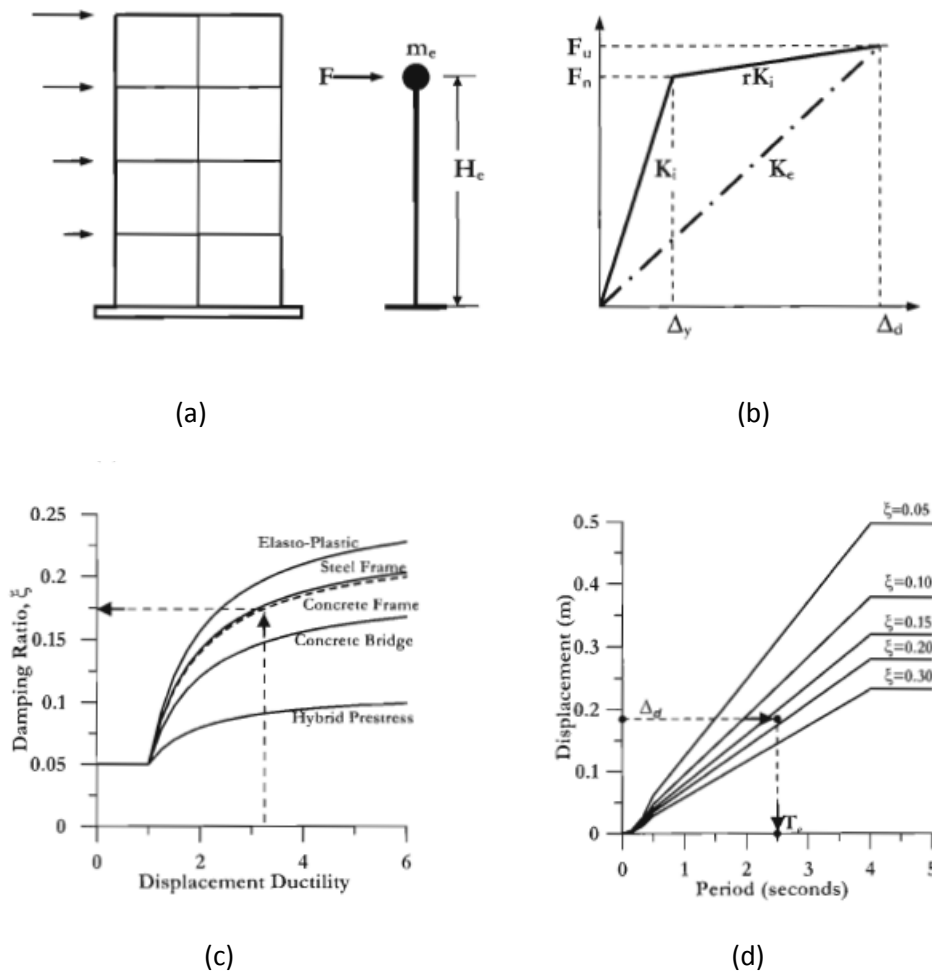 m_e
F
H_e
(a)
F_u
F_n
rK_i
K_i
K_e
Δ_y
Δ_d
(b)
0.25
0.2
0.15
0.1
0.05
0
Damping Ratio, ξ
Elasto-Plastic
Steel Frame
Concrete Frame
Concrete Bridge
Hybrid Prestress
0
2
4
6
Displacement Ductility
(c)
0.5
0.4
0.3
0.2
0.1
0
Displacement (m)
ξ=0.05
ξ=0.10
ξ=0.15
ξ=0.20
ξ=0.30
Δ_d
T_e
0
1
2
3
4
5
Period (seconds)
(d)